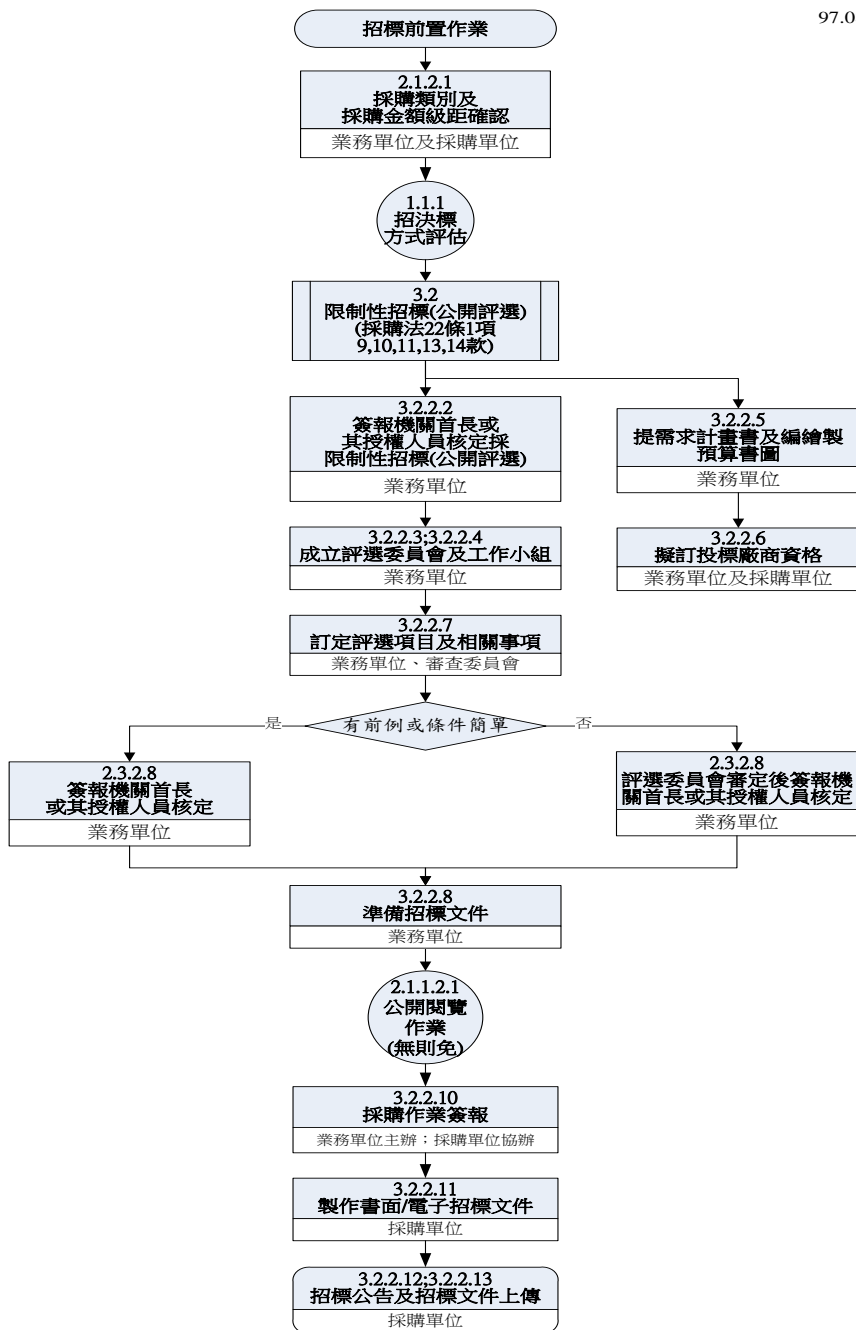 97.0
招標前置作業
2.1.2.1
採購類別及
採購金額級距確認
業務單位及採購單位
1.1.1
招決標
方式評估
3.2
限制性招標(公開評選)
(採購法22條1項
9,10,11,13,14款)
3.2.2.2
簽報機關首長或
其授權人員核定採
限制性招標(公開評選)
業務單位
3.2.2.5
提需求計畫書及編繪製
預算書圖
業務單位
3.2.2.3;3.2.2.4
成立評選委員會及工作小組
業務單位
3.2.2.6
擬訂投標廠商資格
業務單位及採購單位
3.2.2.7
訂定評選項目及相關事項
業務單位、審查委員會
有前例或條件簡單
是
否
2.3.2.8
簽報機關首長
或其授權人員核定
業務單位
2.3.2.8
評選委員會審定後簽報機
關首長或其授權人員核定
業務單位
3.2.2.8
準備招標文件
業務單位
2.1.1.2.1
公開閱覽
作業
(無則免)
3.2.2.10
採購作業簽報
業務單位主辦；採購單位協辦
3.2.2.11
製作書面/電子招標文件
採購單位
3.2.2.12;3.2.2.13
招標公告及招標文件上傳
採購單位